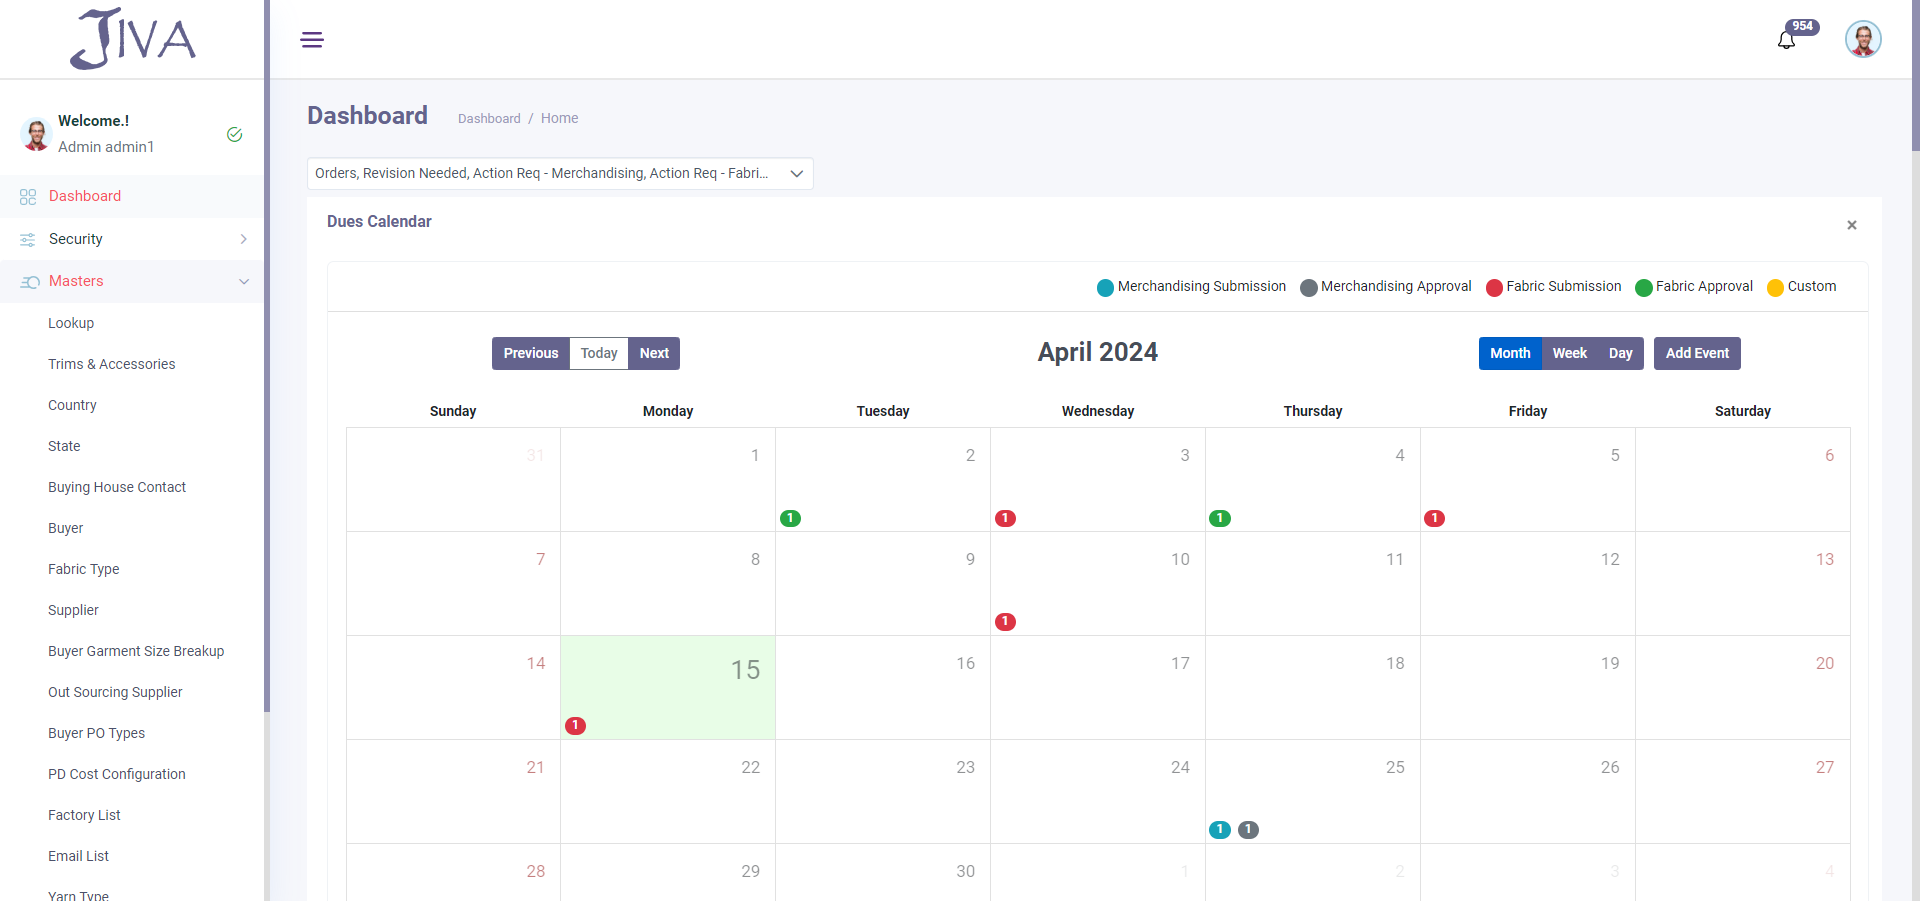 JIVA
954
Welcome.!
Admin admin1
Dashboard
Security
Masters
Lookup
Trims & Accessories
Country
State
Buying House Contact
Buyer
Fabric Type
Supplier
Buyer Garment Size Breakup
Out Sourcing Supplier
Buyer PO Types
PD Cost Configuration
Factory List
Email List
Yarn Type
Dashboard
Dashboard / Home
Orders, Revision Needed, Action Req - Merchandising, Action Req - Fabri...
Dues Calendar
×
Merchandising Submission Merchandising Approval Fabric Submission Fabric Approval Custom
Previous Today Next
April 2024
Month Week Day Add Event
Sunday Monday Tuesday Wednesday Thursday Friday Saturday
31 1 2 3 4 5 6
1 1 1 1
7 8 9 10 11 12 13
1
14 15 16 17 18 19 20
1
21 22 23 24 25 26 27
1 1
28 29 30 1 2 3 4